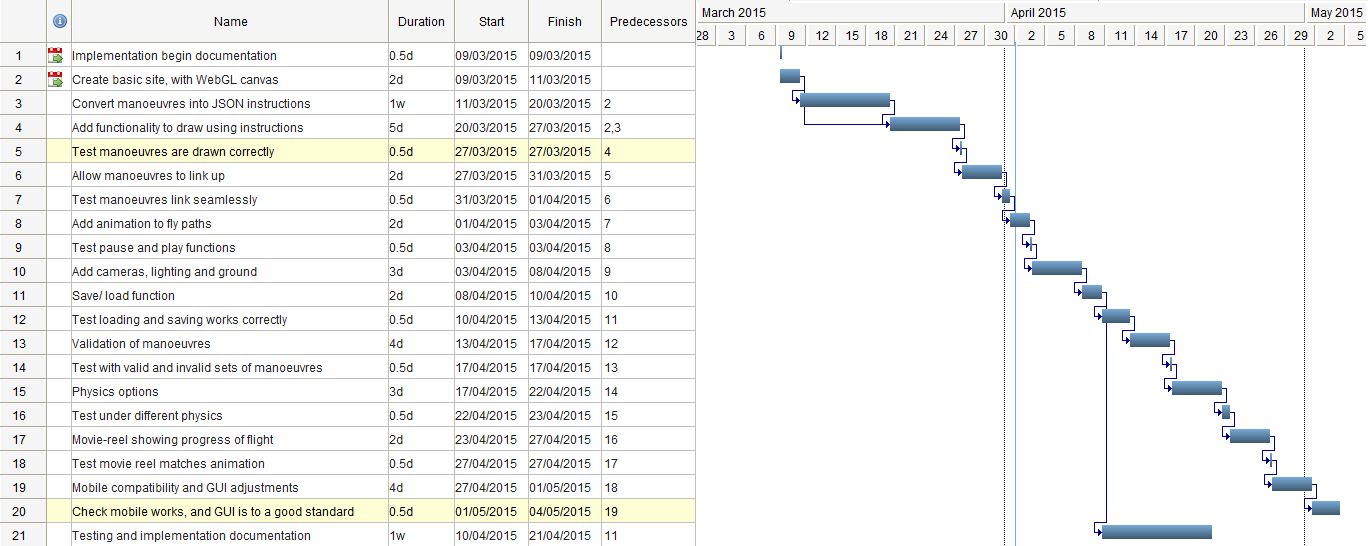 Name Duration Start Finish Predecessors March 2015 April 2015 May 2015
28 3 6 9 12 18 21 27 30 2 5 8 11 14 17 20 23 26 29 2 5
1 Implementation begin documentation 0.5d 09/03/2015 09/03/2015
2 Create basic site, with WebGL canvas 2d 09/03/2015 11/03/2015
3 Convert manoeuvres into JSON instructions 1w 11/03/2015 20/03/2015 2
4 Add functionality to draw using instructions 5d 20/03/2015 27/03/2015 2,3
5 Test manoeuvres are drawn correctly 0.5d 27/03/2015 27/03/2015 4
6 Allow manoeuvres to link up 2d 27/03/2015 31/03/2015 5
7 Test manoeuvres link seamlessly 0.5d 31/03/2015 01/04/2015 6
8 Add animation to fly paths 2d 01/04/2015 03/04/2015 7
9 Test pause and play functions 0.5d 03/04/2015 03/04/2015 8
10 Add cameras, lighting and ground 3d 03/04/2015 08/04/2015 9
11 Save/ load function 2d 08/04/2015 10/04/2015 10
12 Test loading and saving works correctly 0.5d 10/04/2015 13/04/2015 11
13 Validation of manoeuvres 4d 13/04/2015 17/04/2015 12
14 Test with valid and invalid sets of manoeuvres 0.5d 17/04/2015 17/04/2015 13
15 Physics options 3d 17/04/2015 22/04/2015 14
16 Test under different physics 0.5d 22/04/2015 23/04/2015 15
17 Movie-reel showing progress of flight 2d 23/04/2015 27/04/2015 16
18 Test movie reel matches animation 0.5d 27/04/2015 27/04/2015 17
19 Mobile compatibility and GUI adjustments 4d 27/04/2015 01/05/2015 18
20 Check mobile works, and GUI is to a good standard 0.5d 01/05/2015 04/05/2015 19
21 Testing and implementation documentation 1w 10/04/2015 21/04/2015 11